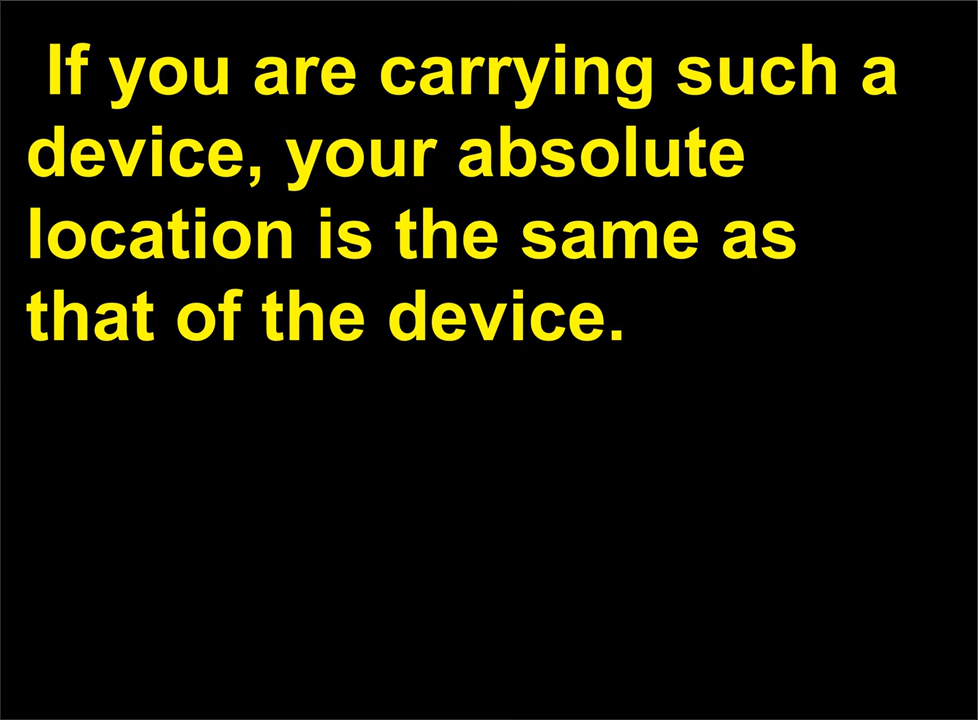 If you are carrying such a
device, your absolute
location is the same as
that of the device.